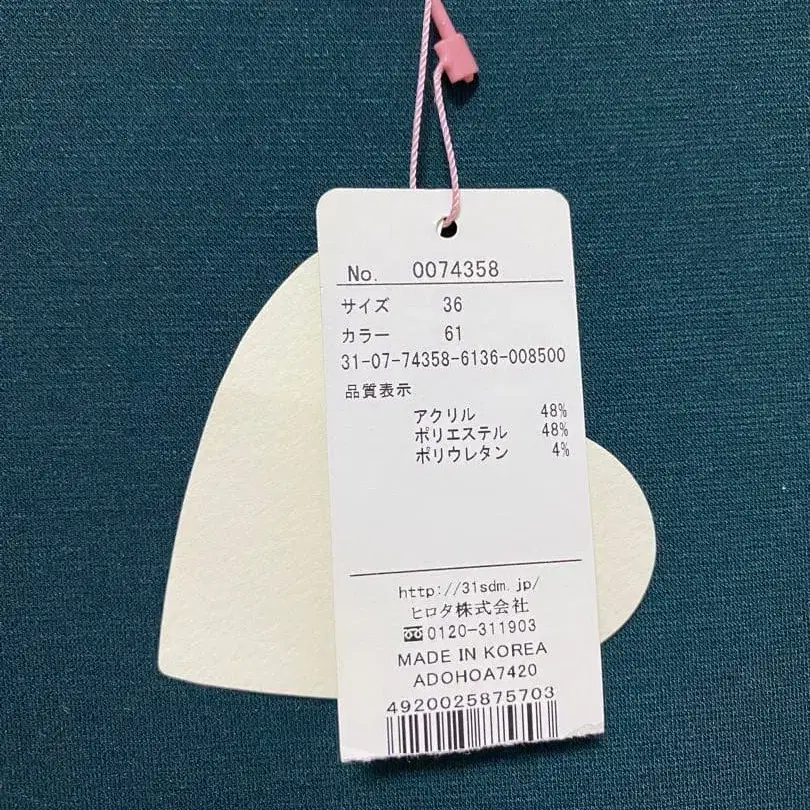 No. 0074358
サイズ 36
カラー 61
31-07-74358-6136-008500
品質表示
アクリル 48%
ポリエステル 48%
ポリウレタン 4%
http://31sdm.jp/
ヒロタ株式会社
0120-311903
MADE IN KOREA
ADOHOA7420
4920025875703